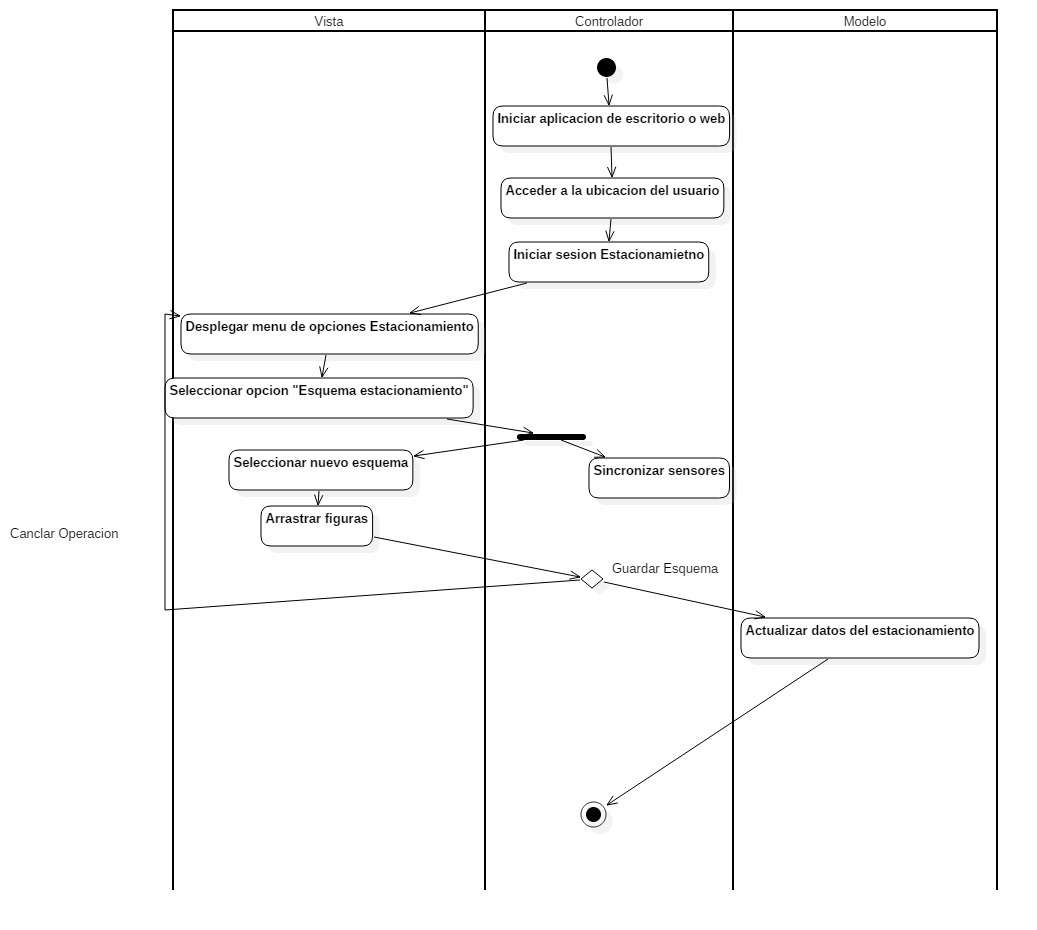 Vista
Controlador
Modelo
Iniciar aplicacion de escritorio o web
Acceder a la ubicacion del usuario
Iniciar sesion Estacionamietno
Desplegar menu de opciones Estacionamiento
Seleccionar opcion "Esquema estacionamiento"
Seleccionar nuevo esquema
Sincronizar sensores
Arrastrar figuras
Canclar Operacion
Guardar Esquema
Actualizar datos del estacionamiento